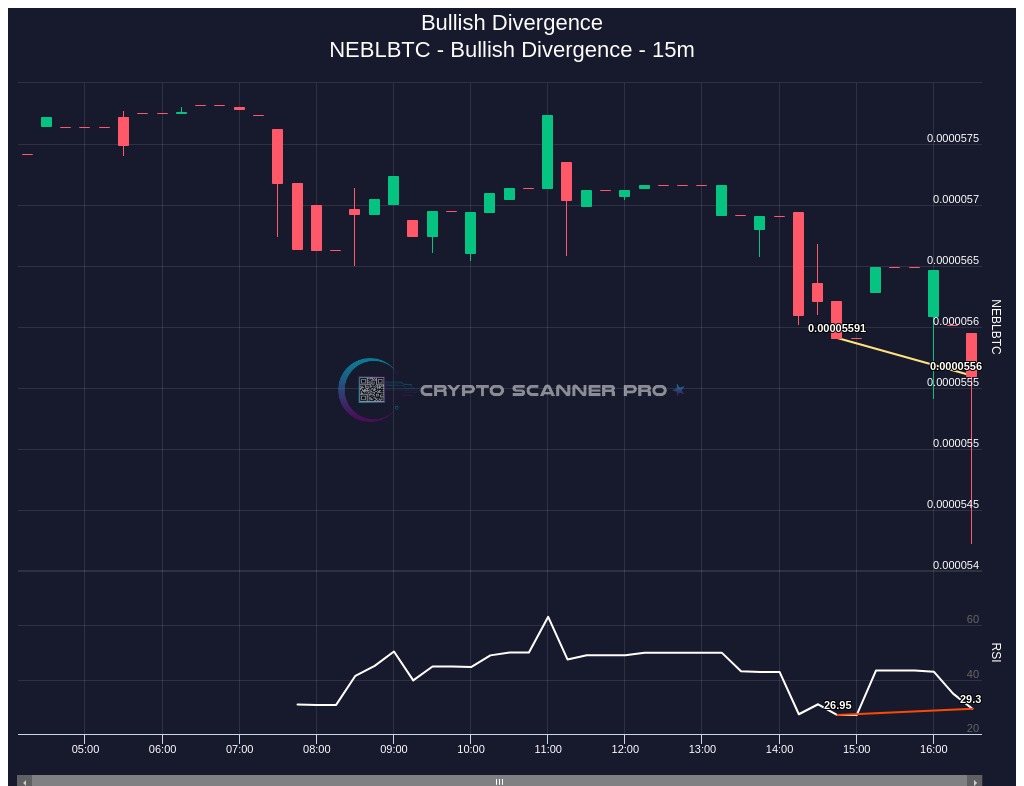 Bullish Divergence
NEBLBTC - Bullish Divergence - 15m
0.0000575
0.000057
0.0000565
0.000056
NEBLBTC
0.00005591
0.0000556
0.0000555
CRYPTO SCANNER PRO
0.000055
0.0000545
0.000054
60
RSI
40
26.95
29.3
20
05:00 06:00 07:00 08:00 09:00 10:00 11:00 12:00 13:00 14:00 15:00 16:00